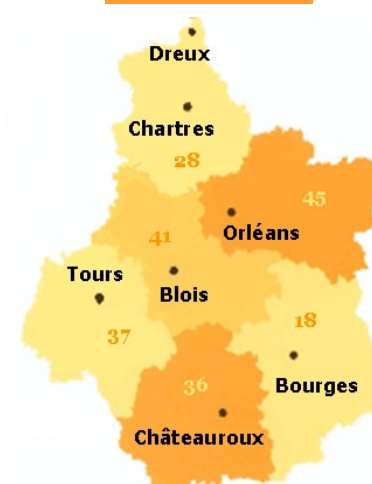 Dreux
Chartres
28
45
Orléans
41
Tours
Blois
18
37
36
Bourges
Châteauroux